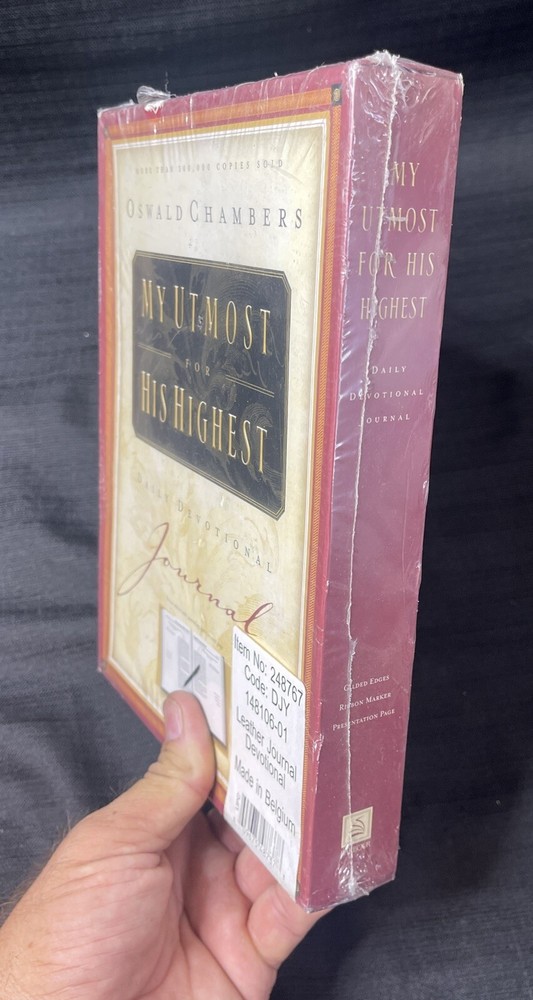 MORE THAN 300,000 COPIES SOLD
OSWALD CHAMBERS
MY UTMOST
FOR
HIS HIGHEST
DAILY DEVOTIONAL
Journal
Item No: 248767
Code: DJY
148106-01
Leather Journal
Devotional
Made in Belgium
MY
UTMOST
FOR HIS
HIGHEST
DAILY
DEVOTIONAL
JOURNAL
GILDED EDGES
RIBBON MARKER
PRESENTATION PAGE